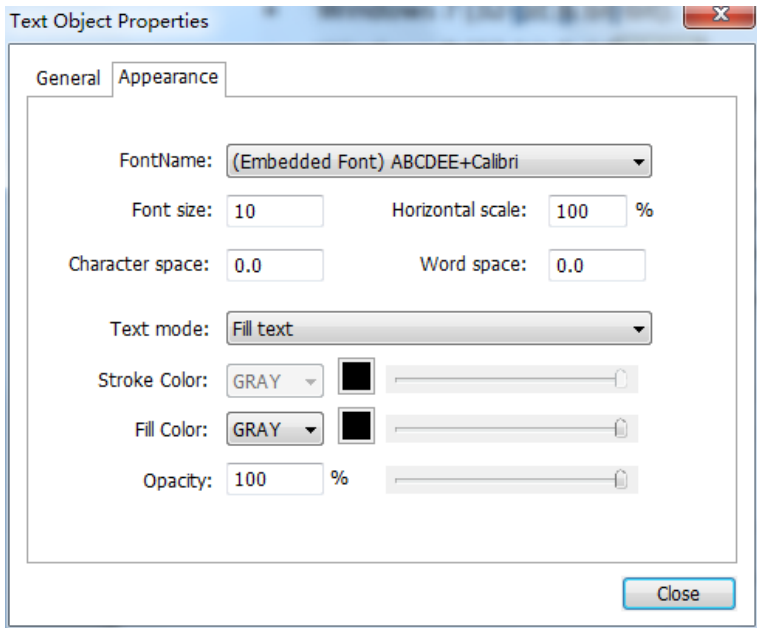 Text Object Properties
General Appearance
FontName: (Embedded Font) ABCDEE+Calibri
Font size: 10 Horizontal scale: 100 %
Character space: 0.0 Word space: 0.0
Text mode: Fill text
Stroke Color: GRAY
Fill Color: GRAY
Opacity: 100 %
Close